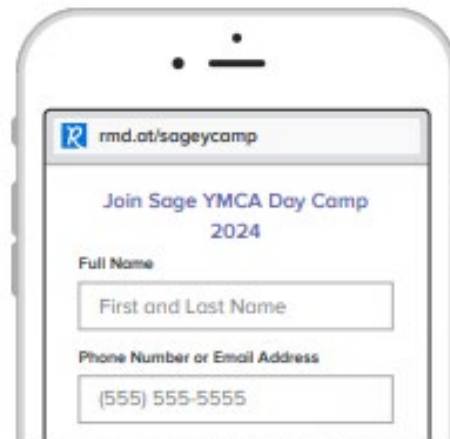 rmd.at/sageycamp
Join Sage YMCA Day Camp
2024
Full Name
First and Last Name
Phone Number or Email Address
(555) 555-5555